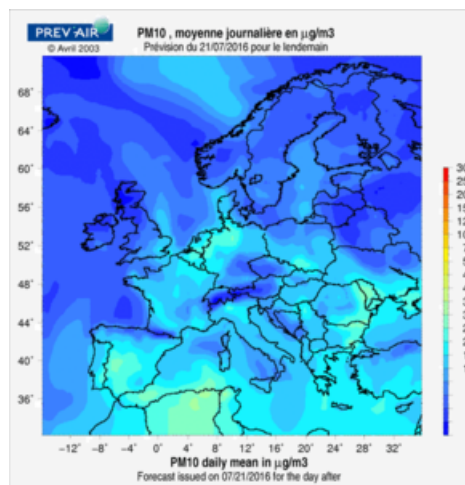 PREV'AIR
© Avril 2003
PM10 , moyenne journalière en µg/m3
Prévision du 21/07/2016 pour le lendemain
68°
64°
60°
56°
52°
48°
44°
40°
36°
−12° −8° −4° 0° 4° 8° 12° 16° 20° 24° 28° 32°
PM10 daily mean in µg/m3
Forecast issued on 07/21/2016 for the day after